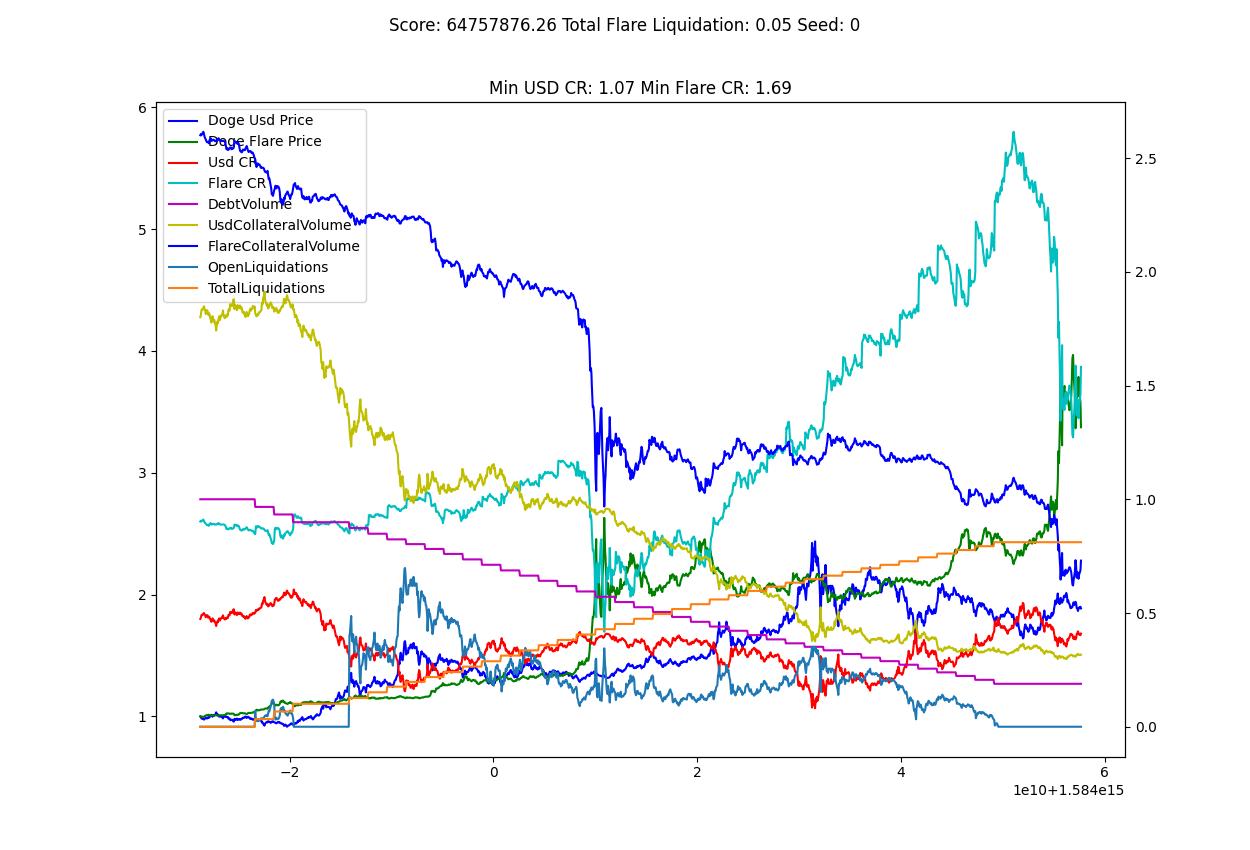 Score: 64757876.26 Total Flare Liquidation: 0.05 Seed: 0
Min USD CR: 1.07 Min Flare CR: 1.69
Doge Usd Price
Doge Flare Price
Usd CR
Flare CR
DebtVolume
UsdCollateralVolume
FlareCollateralVolume
OpenLiquidations
TotalLiquidations
6
5
4
3
2
1
2.5
2.0
1.5
1.0
0.5
0.0
−2 0 2 4 6
1e10+1.584e15